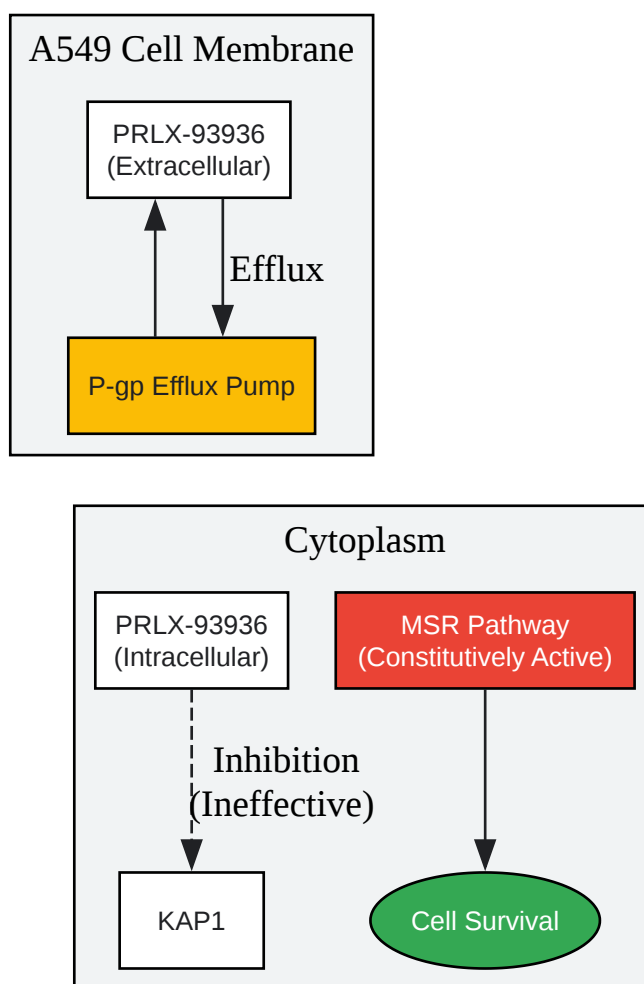 A549 Cell Membrane
PRLX-93936
(Extracellular)
Efflux
P-gp Efflux Pump
Cytoplasm
PRLX-93936
(Intracellular)
MSR Pathway
(Constitutively Active)
Inhibition
(Ineffective)
KAP1
Cell Survival